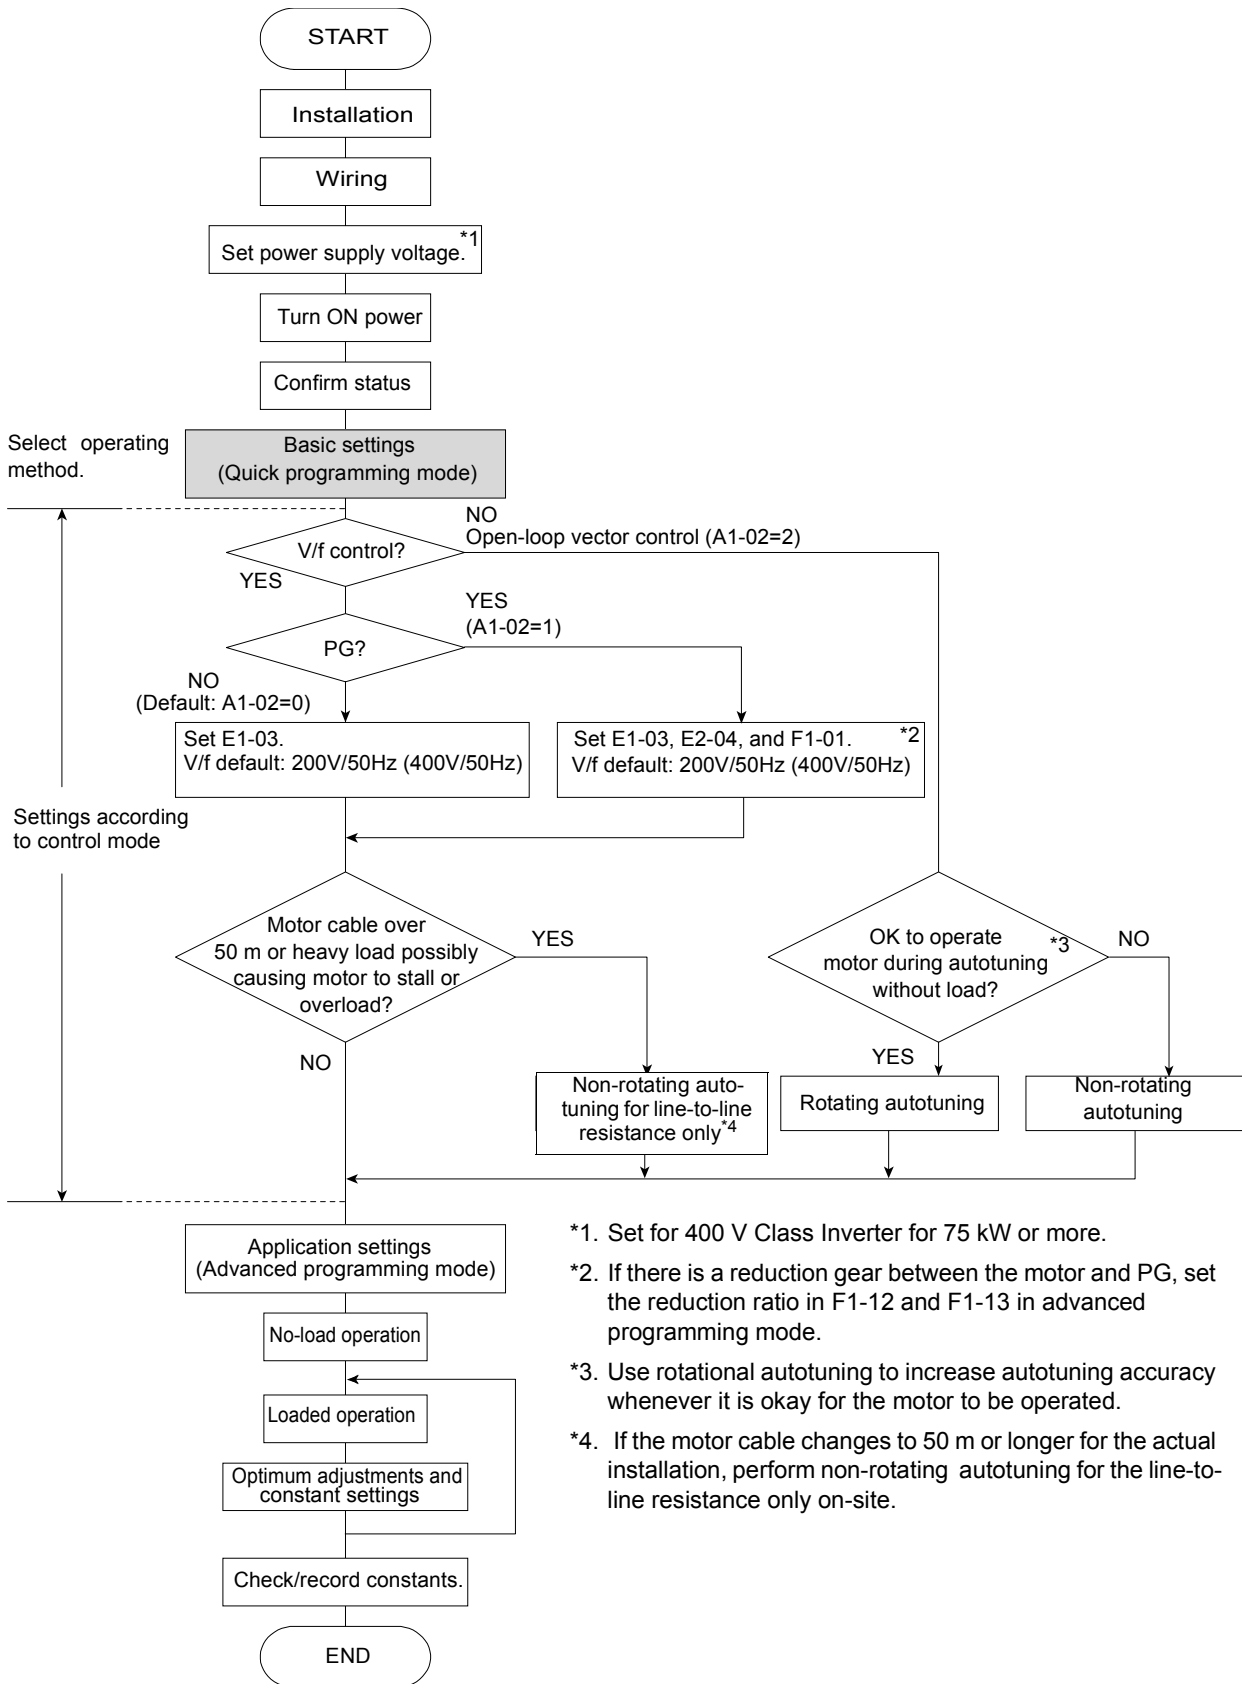 START
Installation
Wiring
Set power supply voltage.*1
Turn ON power
Confirm status
Select operating
method.
Basic settings
(Quick programming mode)
NO
Open-loop vector control (A1-02=2)
V/f control?
YES
YES
(A1-02=1)
PG?
NO
(Default: A1-02=0)
Set E1-03.
V/f default: 200V/50Hz (400V/50Hz)
Set E1-03, E2-04, and F1-01. *2
V/f default: 200V/50Hz (400V/50Hz)
Settings according
to control mode
Motor cable over
50 m or heavy load possibly
causing motor to stall or
overload?
YES
NO
OK to operate *3
motor during autotuning
without load?
NO
YES
Non-rotating auto-
tuning for line-to-line
resistance only*4
Rotating autotuning
Non-rotating
autotuning
Application settings
(Advanced programming mode)
No-load operation
Loaded operation
Optimum adjustments and
constant settings
Check/record constants.
END
*1. Set for 400 V Class Inverter for 75 kW or more.
*2. If there is a reduction gear between the motor and PG, set
the reduction ratio in F1-12 and F1-13 in advanced
programming mode.
*3. Use rotational autotuning to increase autotuning accuracy
whenever it is okay for the motor to be operated.
*4. If the motor cable changes to 50 m or longer for the actual
installation, perform non-rotating autotuning for the line-to-
line resistance only on-site.